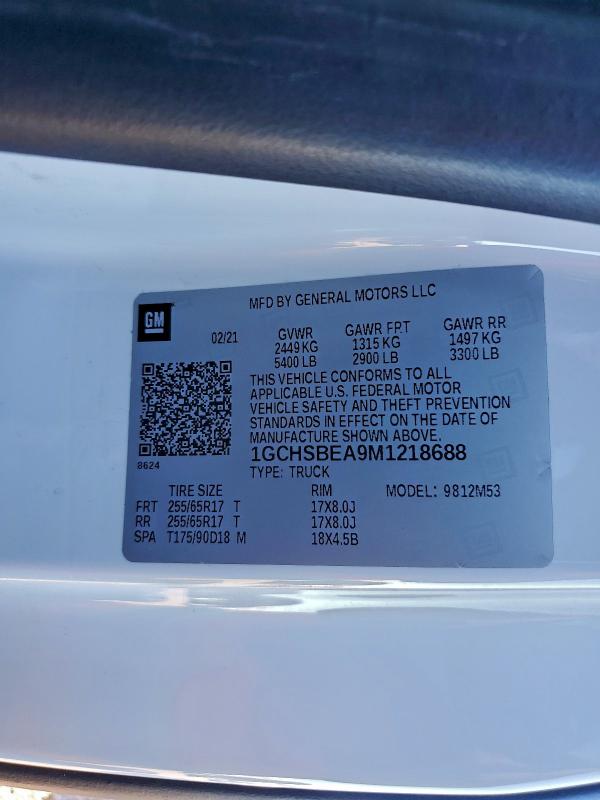 MFD BY GENERAL MOTORS LLC
GM
02/21 GVWR GAWR FRT GAWR RR
2449 KG 1315 KG 1497 KG
5400 LB 2900 LB 3300 LB
THIS VEHICLE CONFORMS TO ALL
APPLICABLE U.S. FEDERAL MOTOR
VEHICLE SAFETY AND THEFT PREVENTION
STANDARDS IN EFFECT ON THE DATE OF
MANUFACTURE SHOWN ABOVE.
8624
1GCHSBEA9M1218688
TYPE: TRUCK
TIRE SIZE RIM MODEL: 9812M53
FRT 255/65R17 T 17X8.0J
RR 255/65R17 T 17X8.0J
SPA T175/90D18 M 18X4.5B